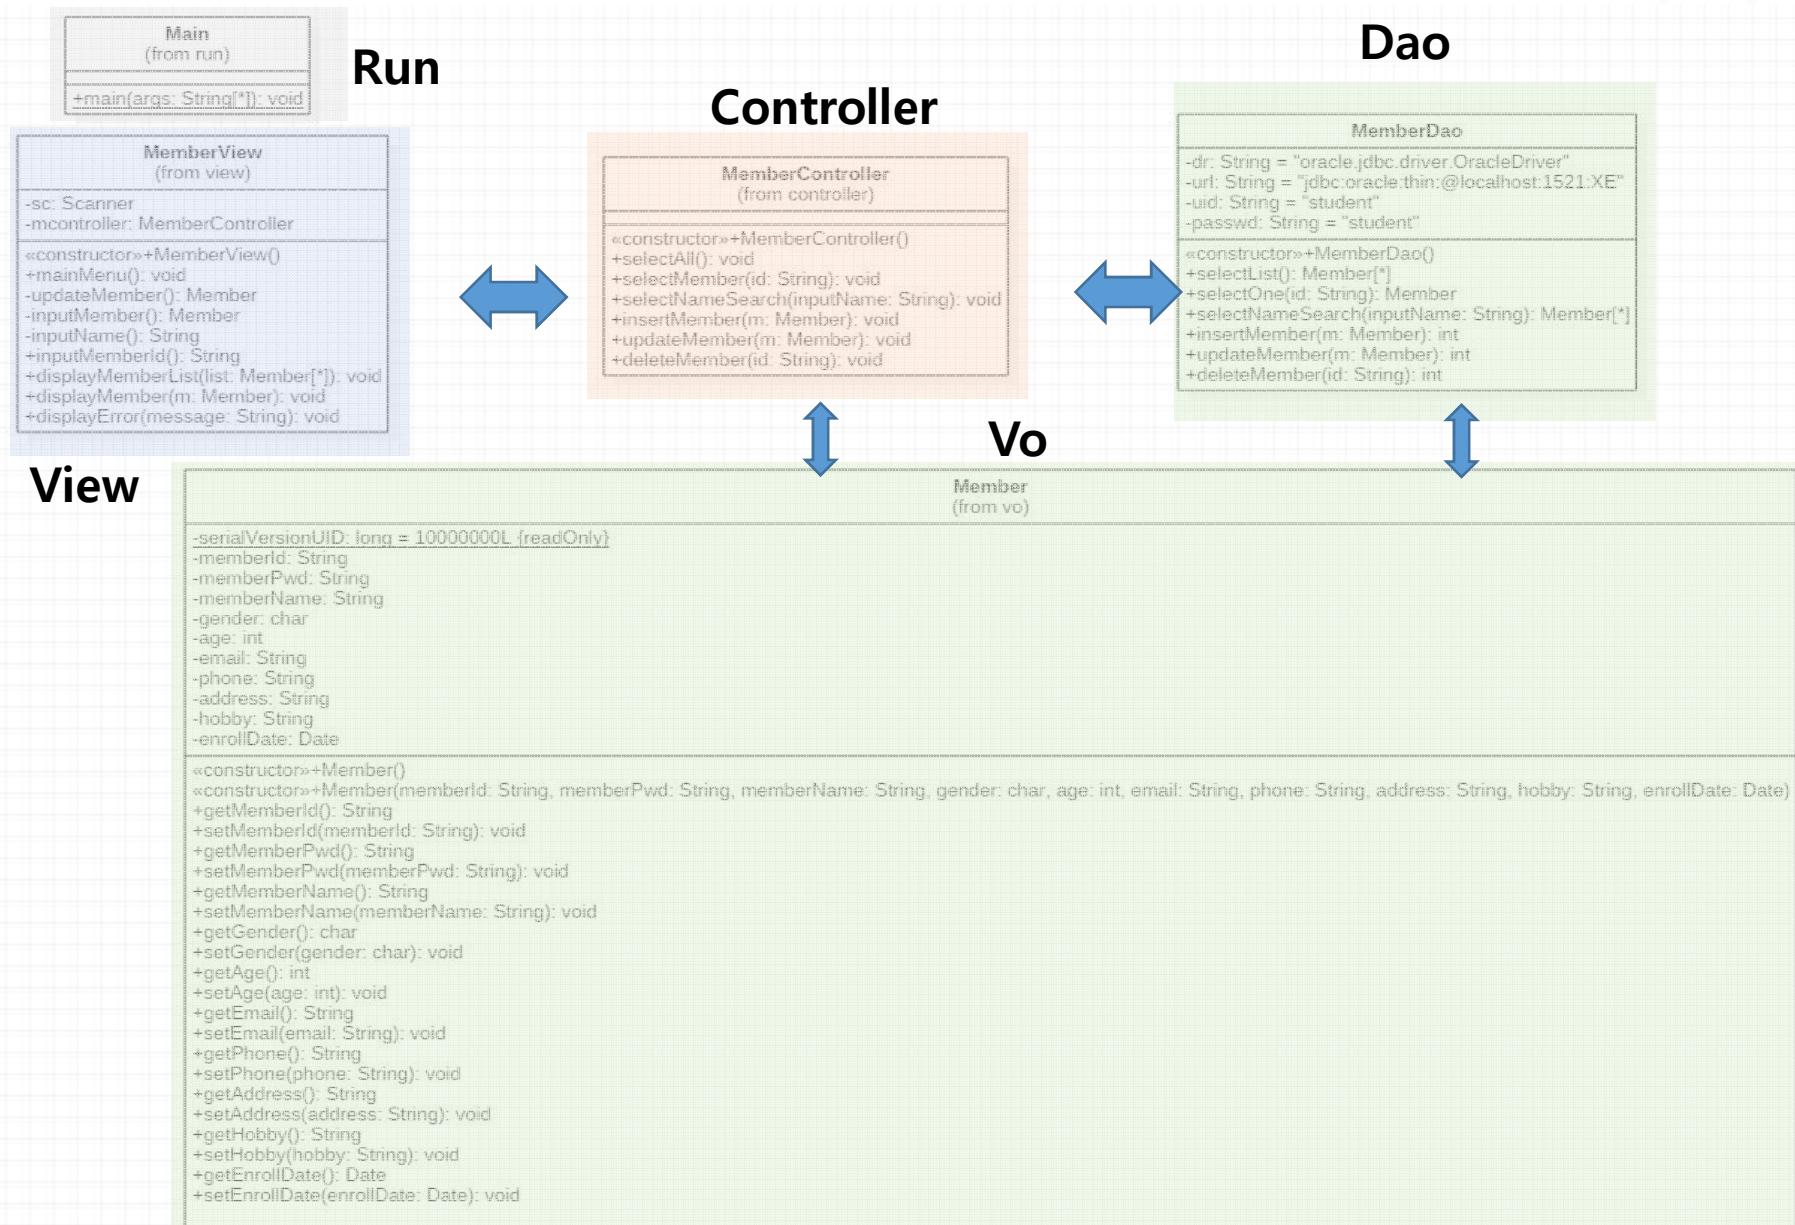 Main
(from run)
+main(args: String[*]): void
Run
MemberView
(from view)
-sc: Scanner
-mcontroller: MemberController
«constructor»+MemberView()
+mainMenu(): void
-updateMember(): Member
-inputMember(): Member
-inputName(): String
+inputMemberId(): String
+displayMemberList(list: Member[*]): void
+displayMember(m: Member): void
+displayError(message: String): void
View
Controller
MemberController
(from controller)
«constructor»+MemberController()
+selectAll(): void
+selectMember(id: String): void
+selectNameSearch(inputName: String): void
+insertMember(m: Member): void
+updateMember(m: Member): void
+deleteMember(id: String): void
Dao
MemberDao
-dr: String = "oracle.jdbc.driver.OracleDriver"
-url: String = "jdbc:oracle:thin:@localhost:1521:XE"
-uid: String = "student"
-passwd: String = "student"
«constructor»+MemberDao()
+selectList(): Member[*]
+selectOne(id: String): Member
+selectNameSearch(inputName: String): Member[*]
+insertMember(m: Member): int
+updateMember(m: Member): int
+deleteMember(id: String): int
Vo
Member
(from vo)
-serialVersionUID: long = 10000000L {readOnly}
-memberId: String
-memberPwd: String
-memberName: String
-gender: char
-age: int
-email: String
-phone: String
-address: String
-hobby: String
-enrollDate: Date
«constructor»+Member()
«constructor»+Member(memberId: String, memberPwd: String, memberName: String, gender: char, age: int, email: String, phone: String, address: String, hobby: String, enrollDate: Date)
+getMemberId(): String
+setMemberId(memberId: String): void
+getMemberPwd(): String
+setMemberPwd(memberPwd: String): void
+getMemberName(): String
+setMemberName(memberName: String): void
+getGender(): char
+setGender(gender: char): void
+getAge(): int
+setAge(age: int): void
+getEmail(): String
+setEmail(email: String): void
+getPhone(): String
+setPhone(phone: String): void
+getAddress(): String
+setAddress(address: String): void
+getHobby(): String
+setHobby(hobby: String): void
+getEnrollDate(): Date
+setEnrollDate(enrollDate: Date): void